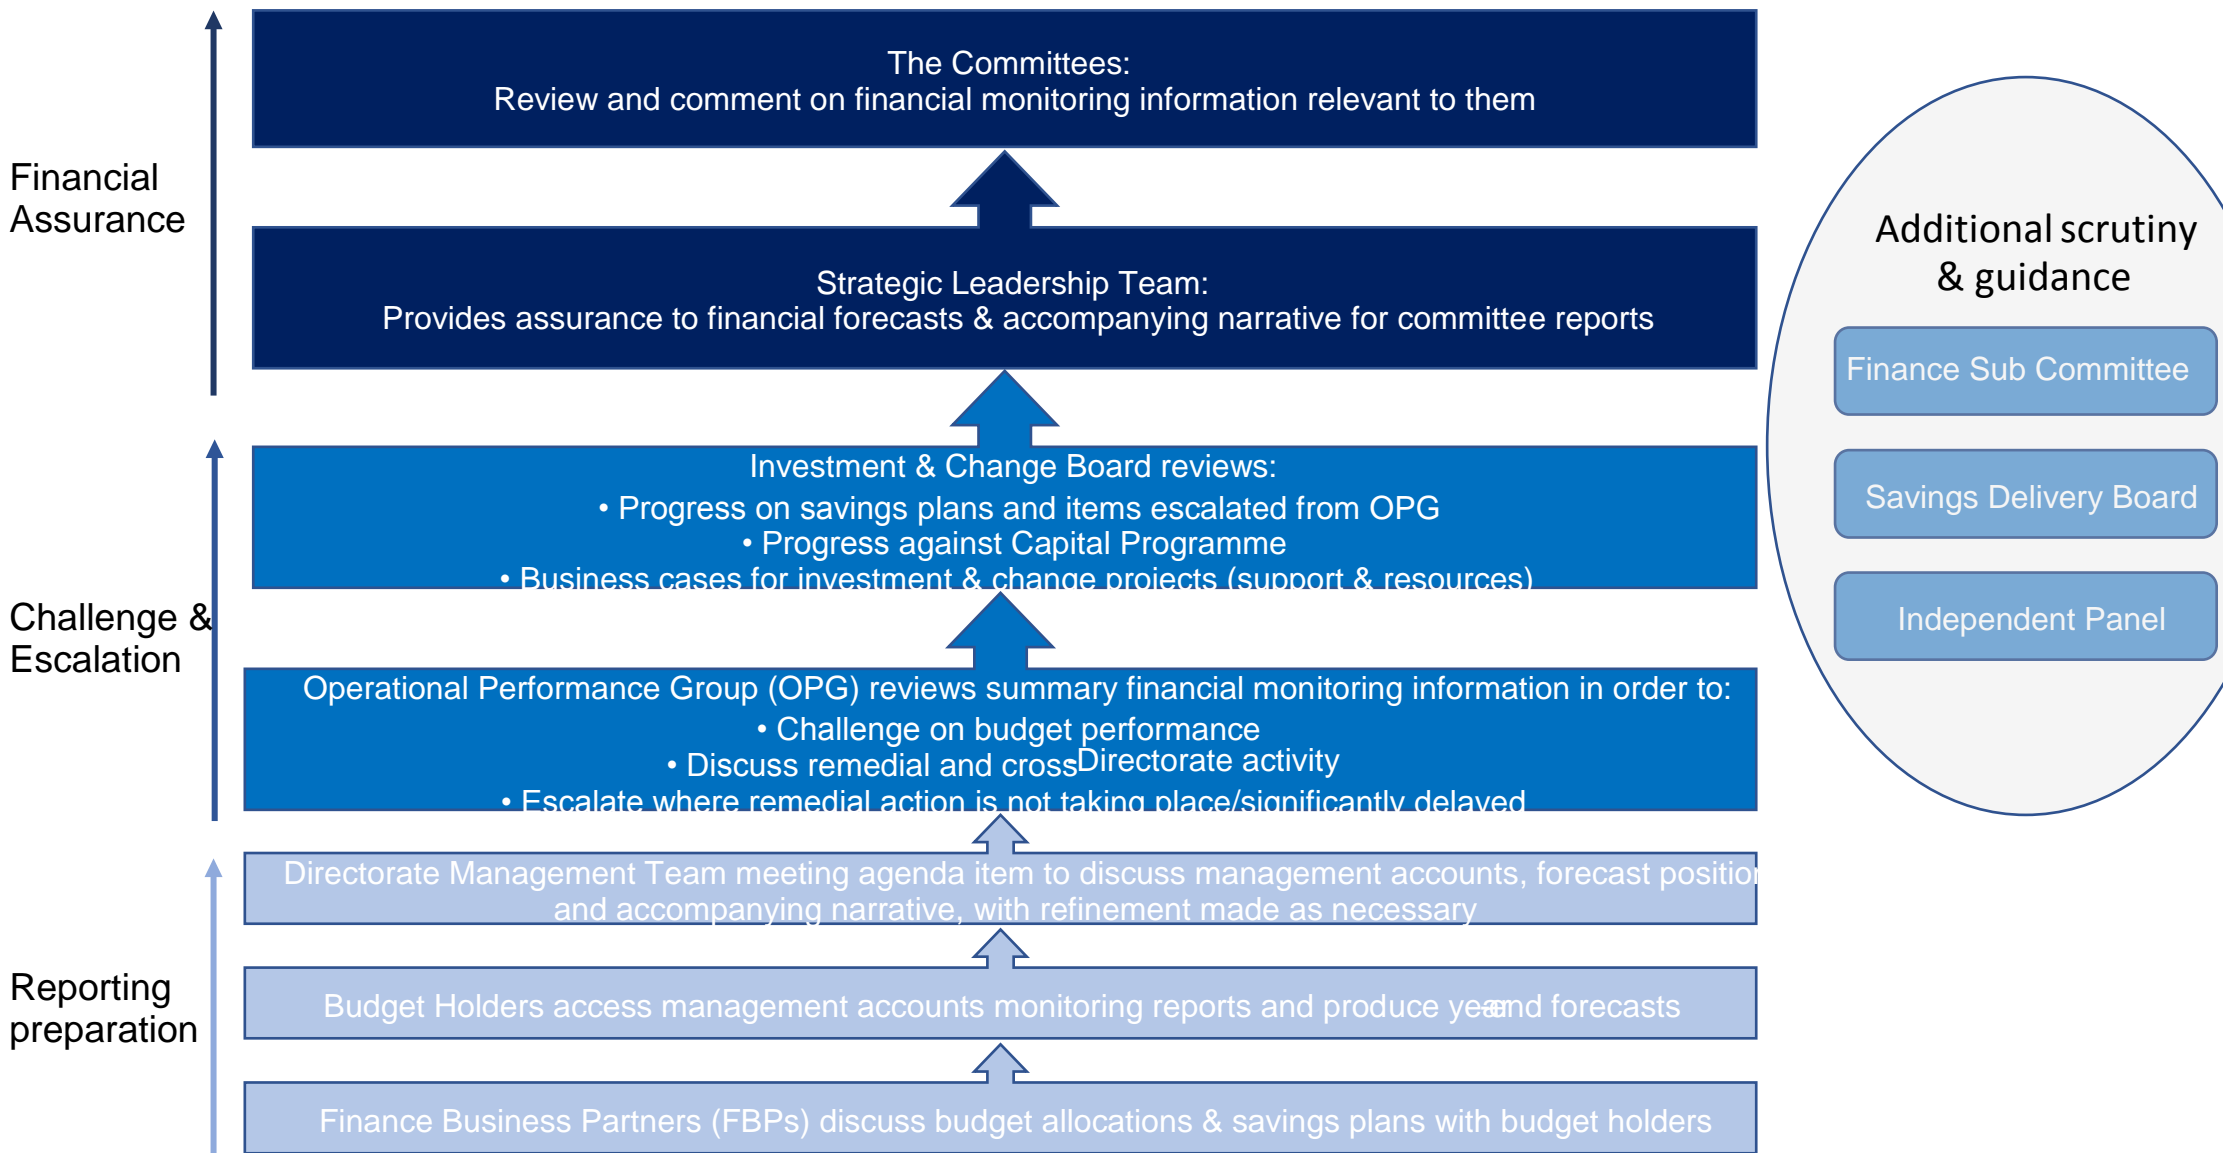 The Committees:
Review and comment on financial monitoring information relevant to them
Financial
Assurance
Strategic Leadership Team:
Provides assurance to financial forecasts & accompanying narrative for committee reports
Investment & Change Board reviews:
• Progress on savings plans and items escalated from OPG
• Progress against Capital Programme
• Business cases for investment & change projects (support & resources)
Challenge &
Escalation
Operational Performance Group (OPG) reviews summary financial monitoring information in order to:
• Challenge on budget performance
• Discuss remedial and cross-Directorate activity
• Escalate where remedial action is not taking place/significantly delayed
Directorate Management Team meeting agenda item to discuss management accounts, forecast position
and accompanying narrative, with refinement made as necessary
Reporting
preparation
Budget Holders access management accounts monitoring reports and produce year-end forecasts
Finance Business Partners (FBPs) discuss budget allocations & savings plans with budget holders
Additional scrutiny
& guidance
Finance Sub Committee
Savings Delivery Board
Independent Panel